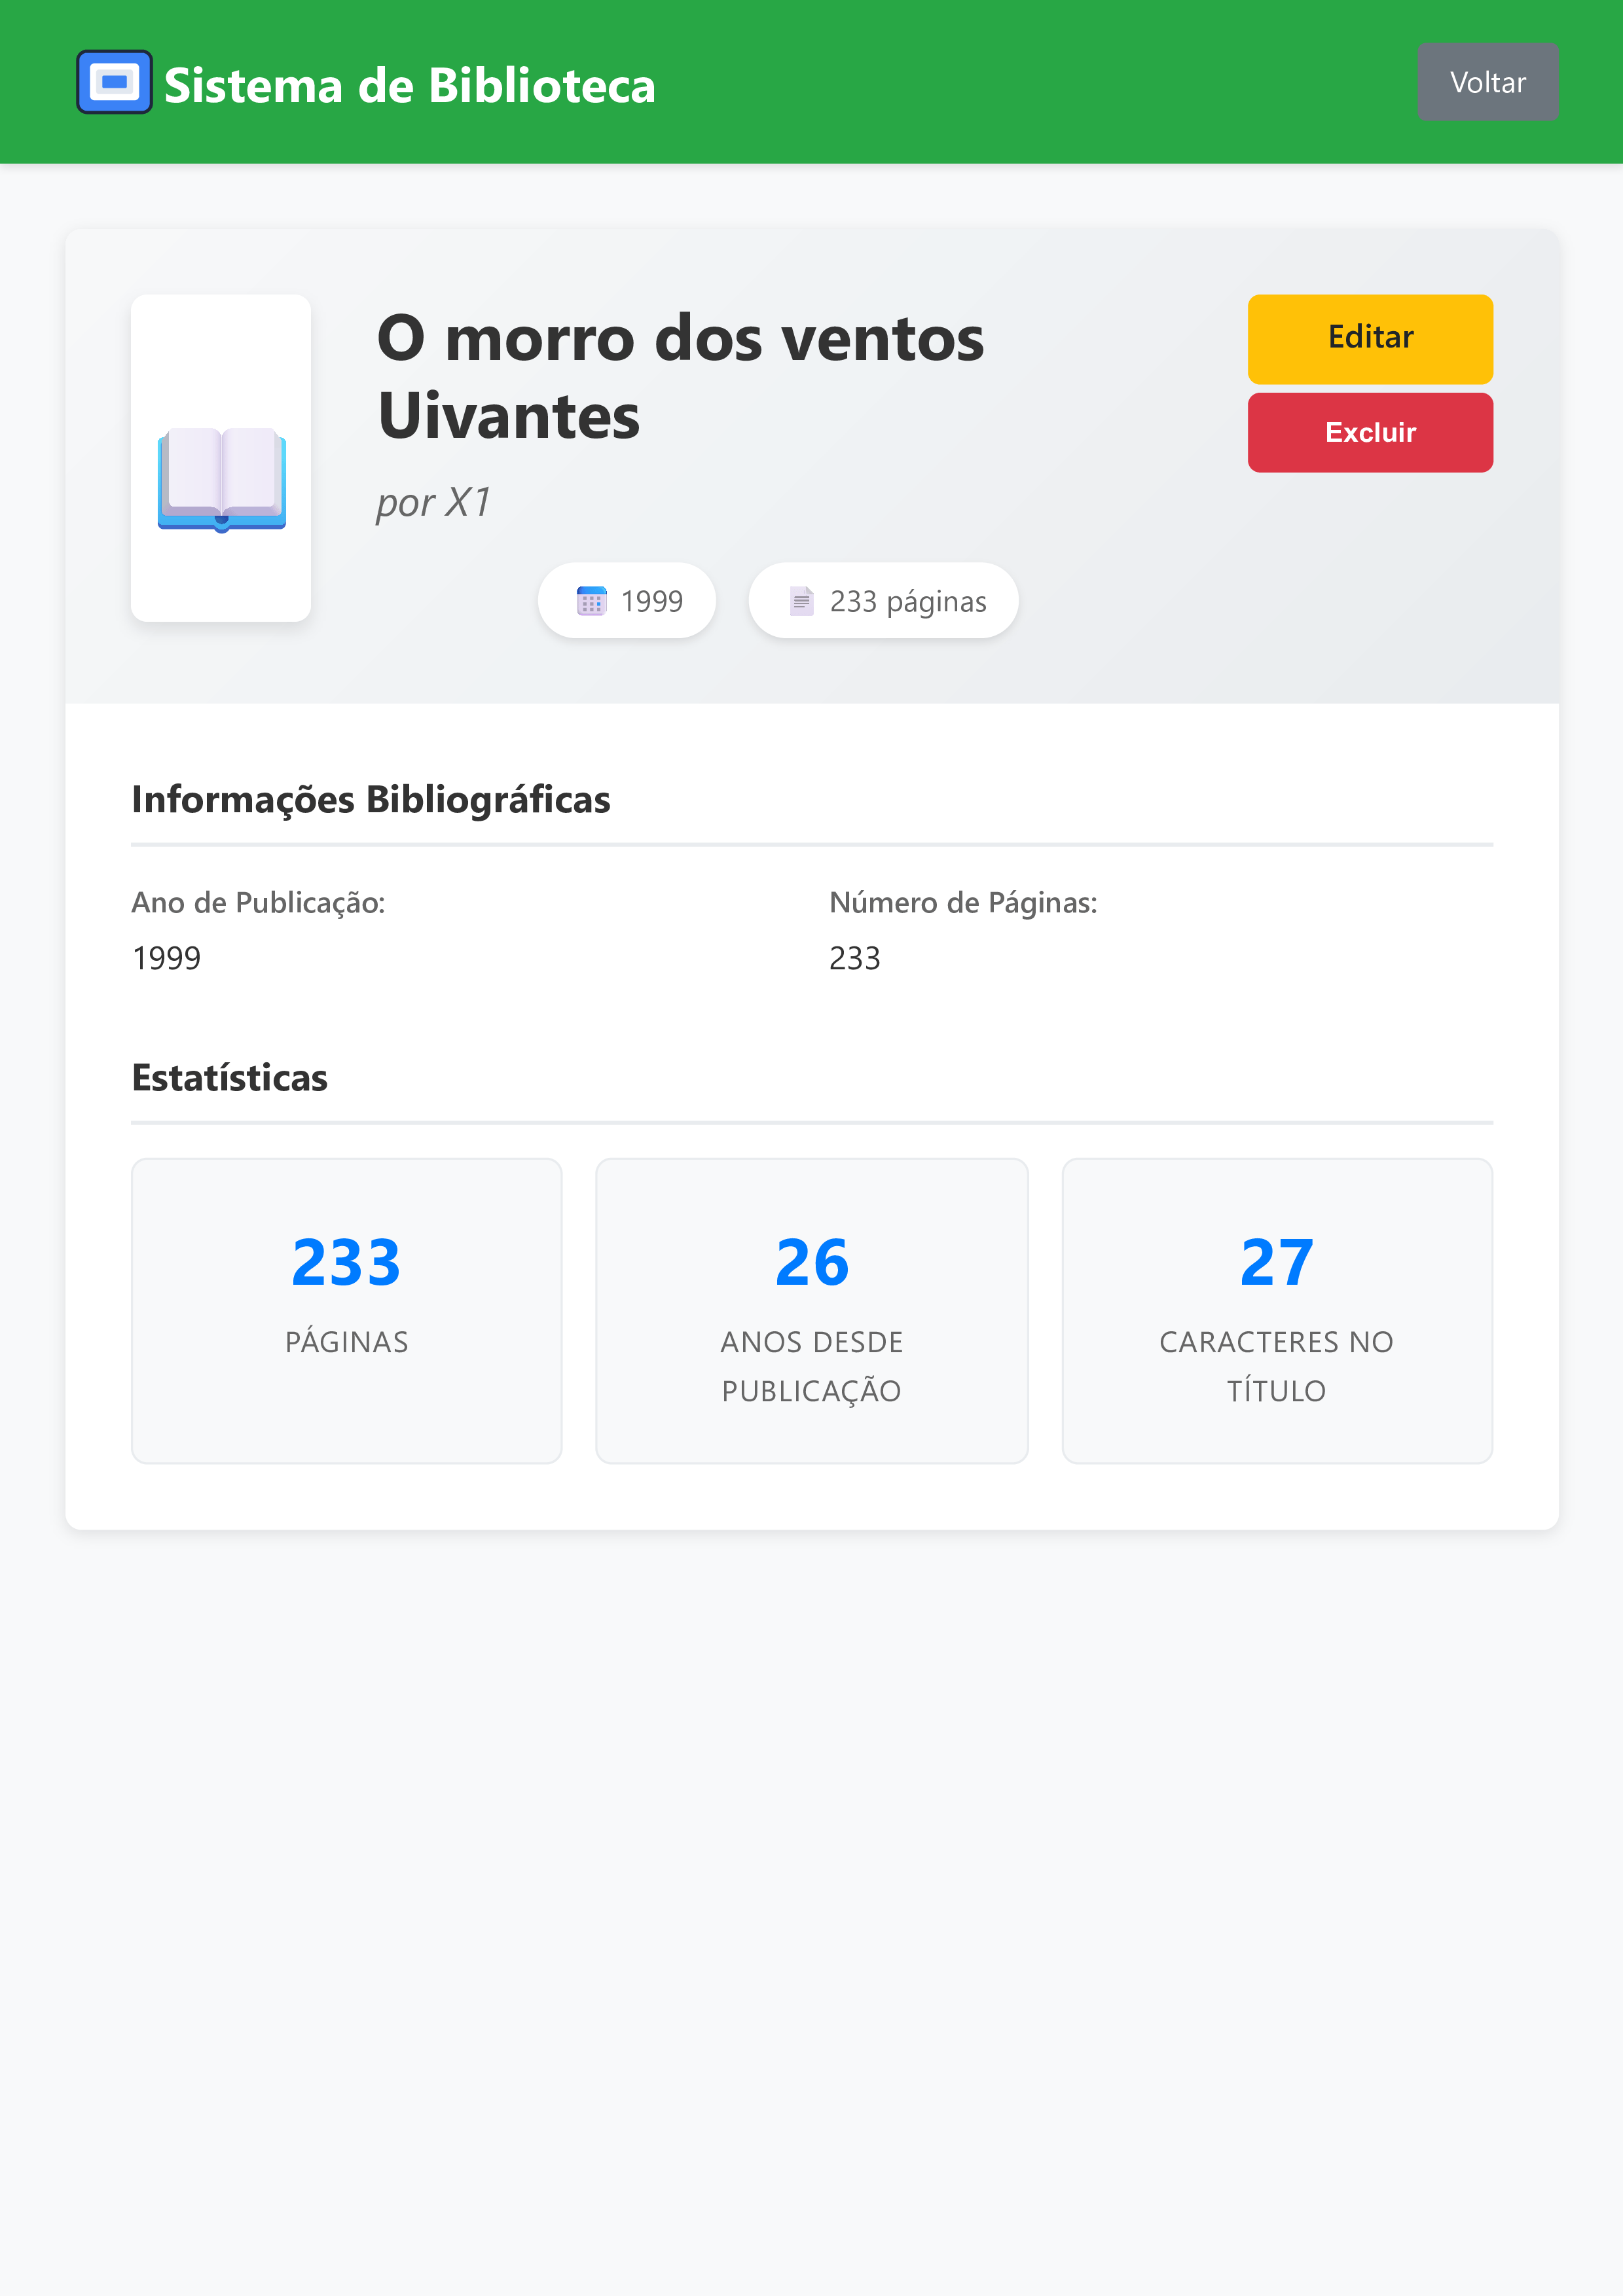 Sistema de Biblioteca
Voltar
O morro dos ventos
Uivantes
por X1
1999
233 páginas
Editar
Excluir
Informações Bibliográficas
Ano de Publicação:
1999
Número de Páginas:
233
Estatísticas
233
PÁGINAS
26
ANOS DESDE
PUBLICAÇÃO
27
CARACTERES NO
TÍTULO